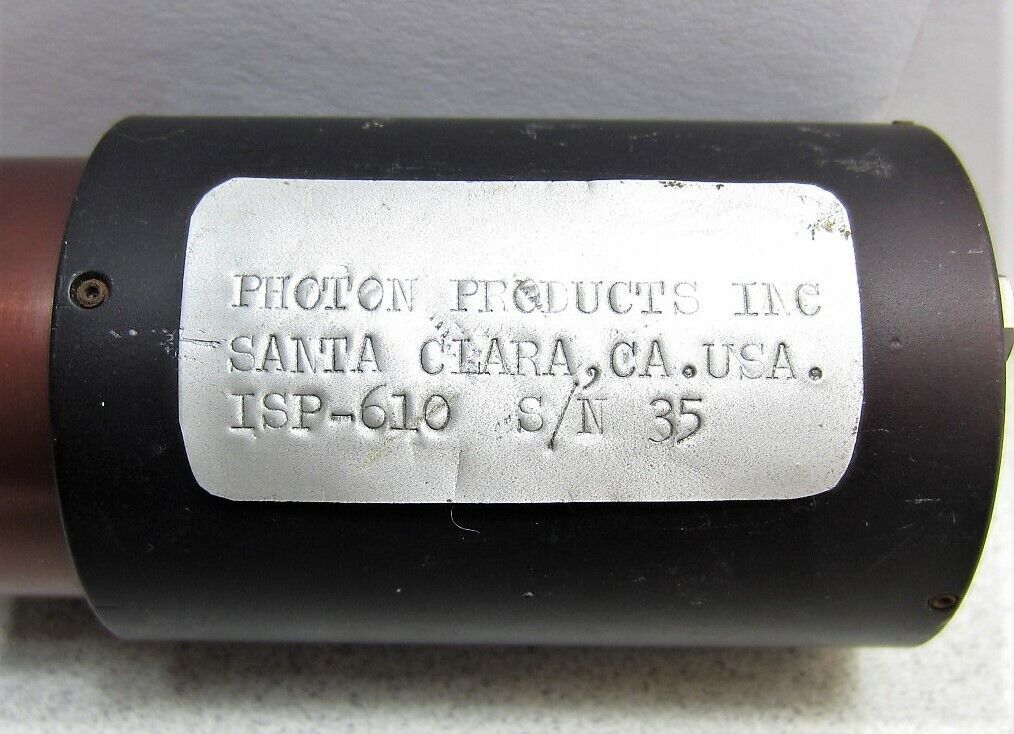 PHOTON PRODUCTS INC
SANTA CLARA, CA. USA.
ISP-610 S/N 35